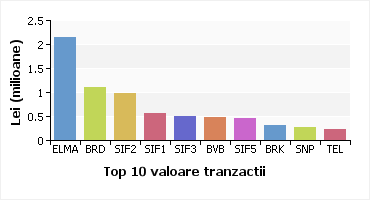 2.5
2
1.5
1
0.5
0
Lei (milioane)
ELMA BRD SIF2 SIF1 SIF3 BVB SIF5 BRK SNP TEL
Top 10 valoare tranzactii